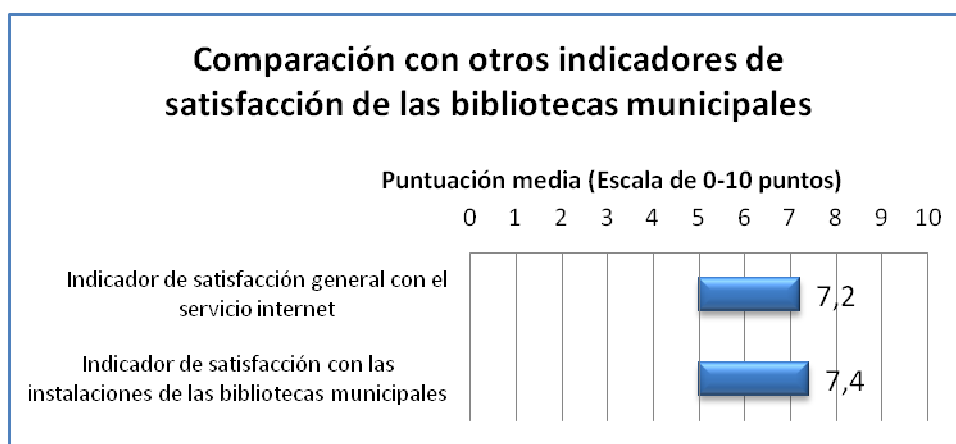 Comparación con otros indicadores de
satisfacción de las bibliotecas municipales
Puntuación media (Escala de 0-10 puntos)
0 1 2 3 4 5 6 7 8 9 10
Indicador de satisfacción general con el
servicio internet
7,2
Indicador de satisfacción con las
instalaciones de las bibliotecas municipales
7,4